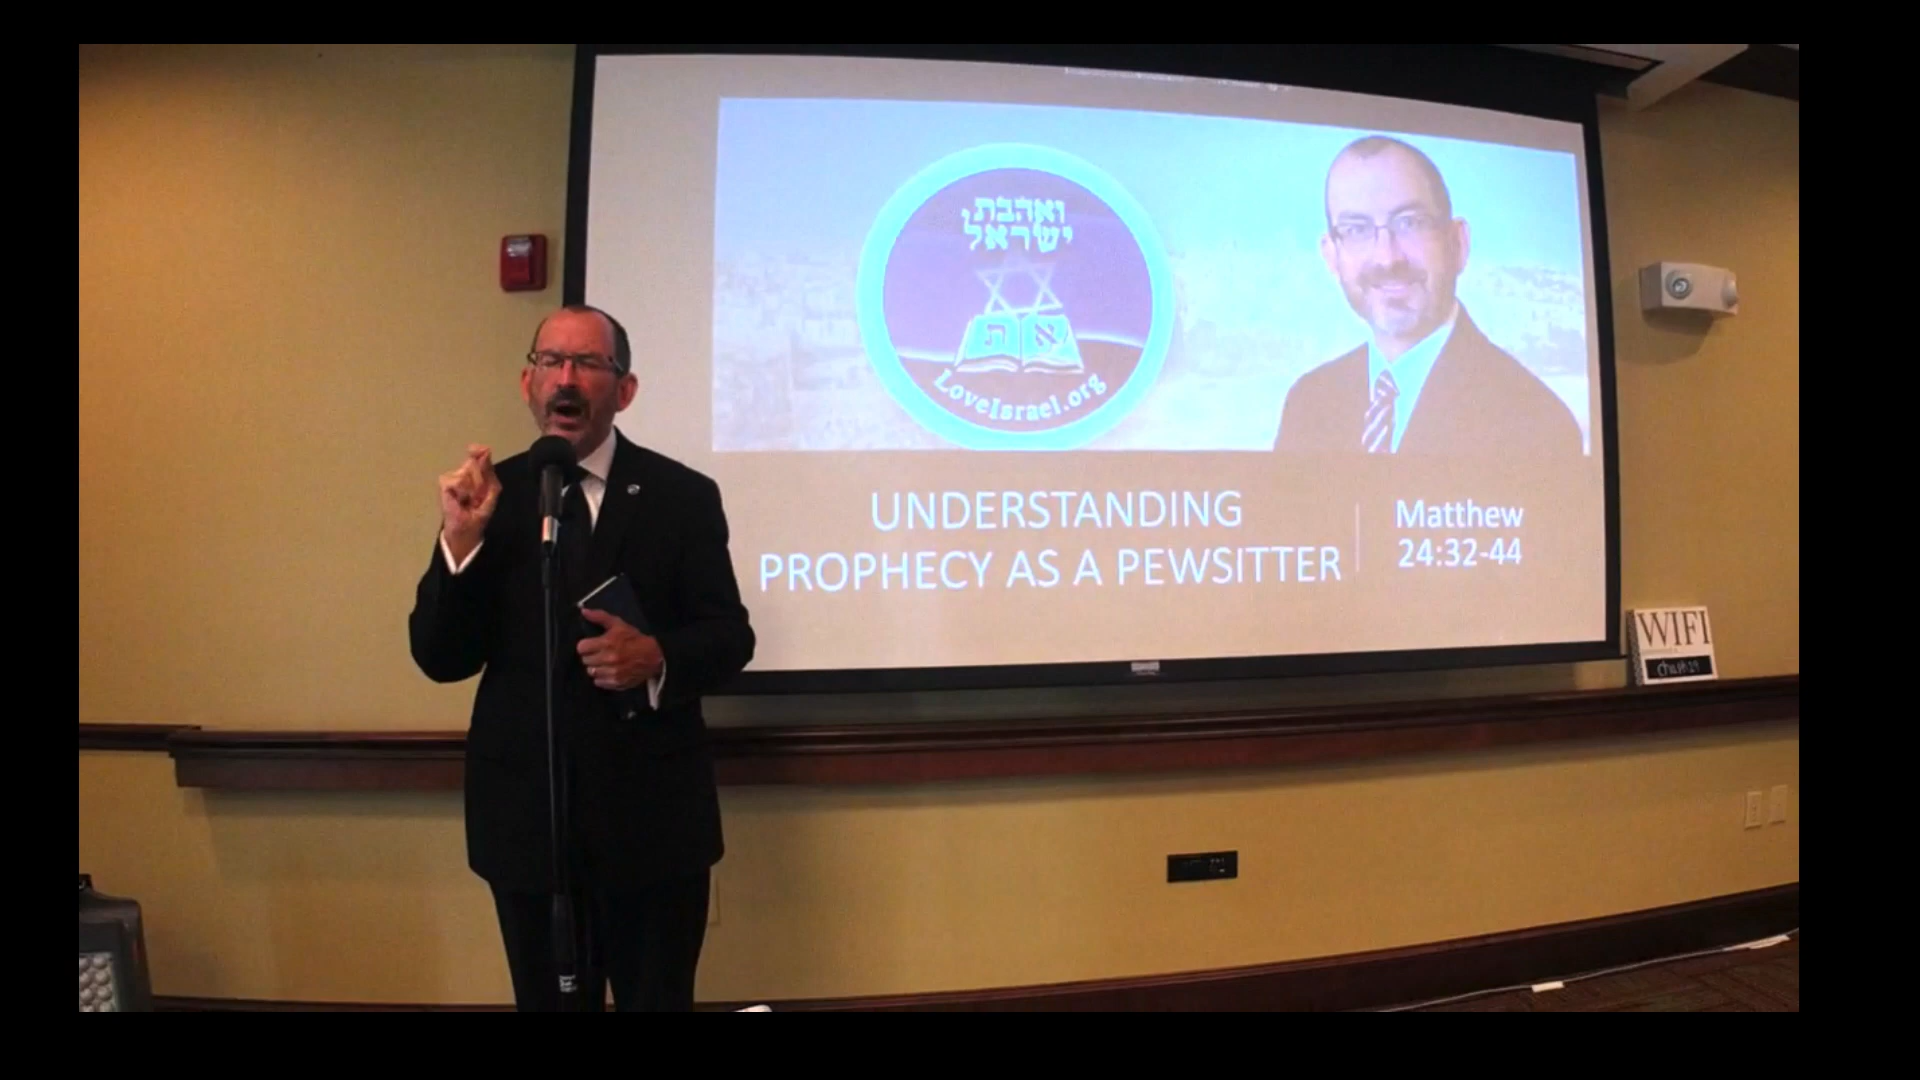 ואהבת
ישראל
ת א
LoveIsrael.org
UNDERSTANDING
PROPHECY AS A PEWSITTER
Matthew
24:32-44
WIFI